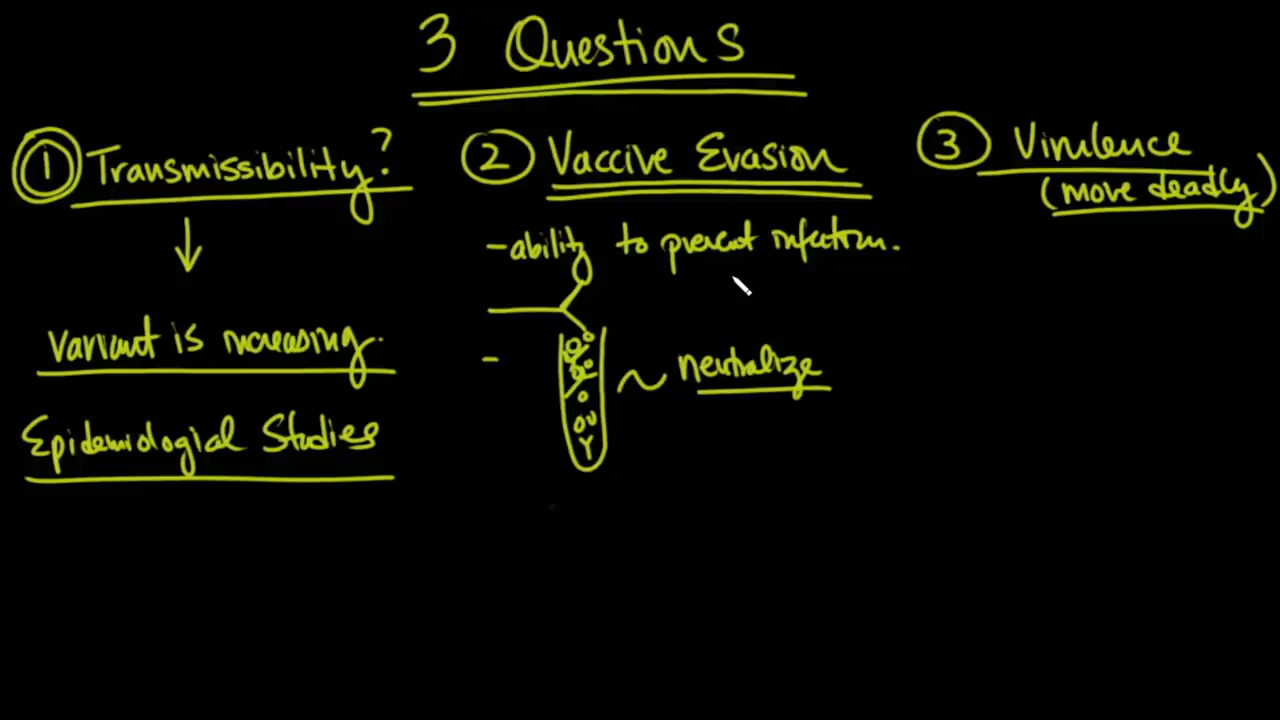 3 Questions
1 Transmissibility?
variant is increasing.
Epidemiological Studies
2 Vaccive Evasion
- ability to prevent infection.
-
~ neutralize
3 Virulence
(move deadly)